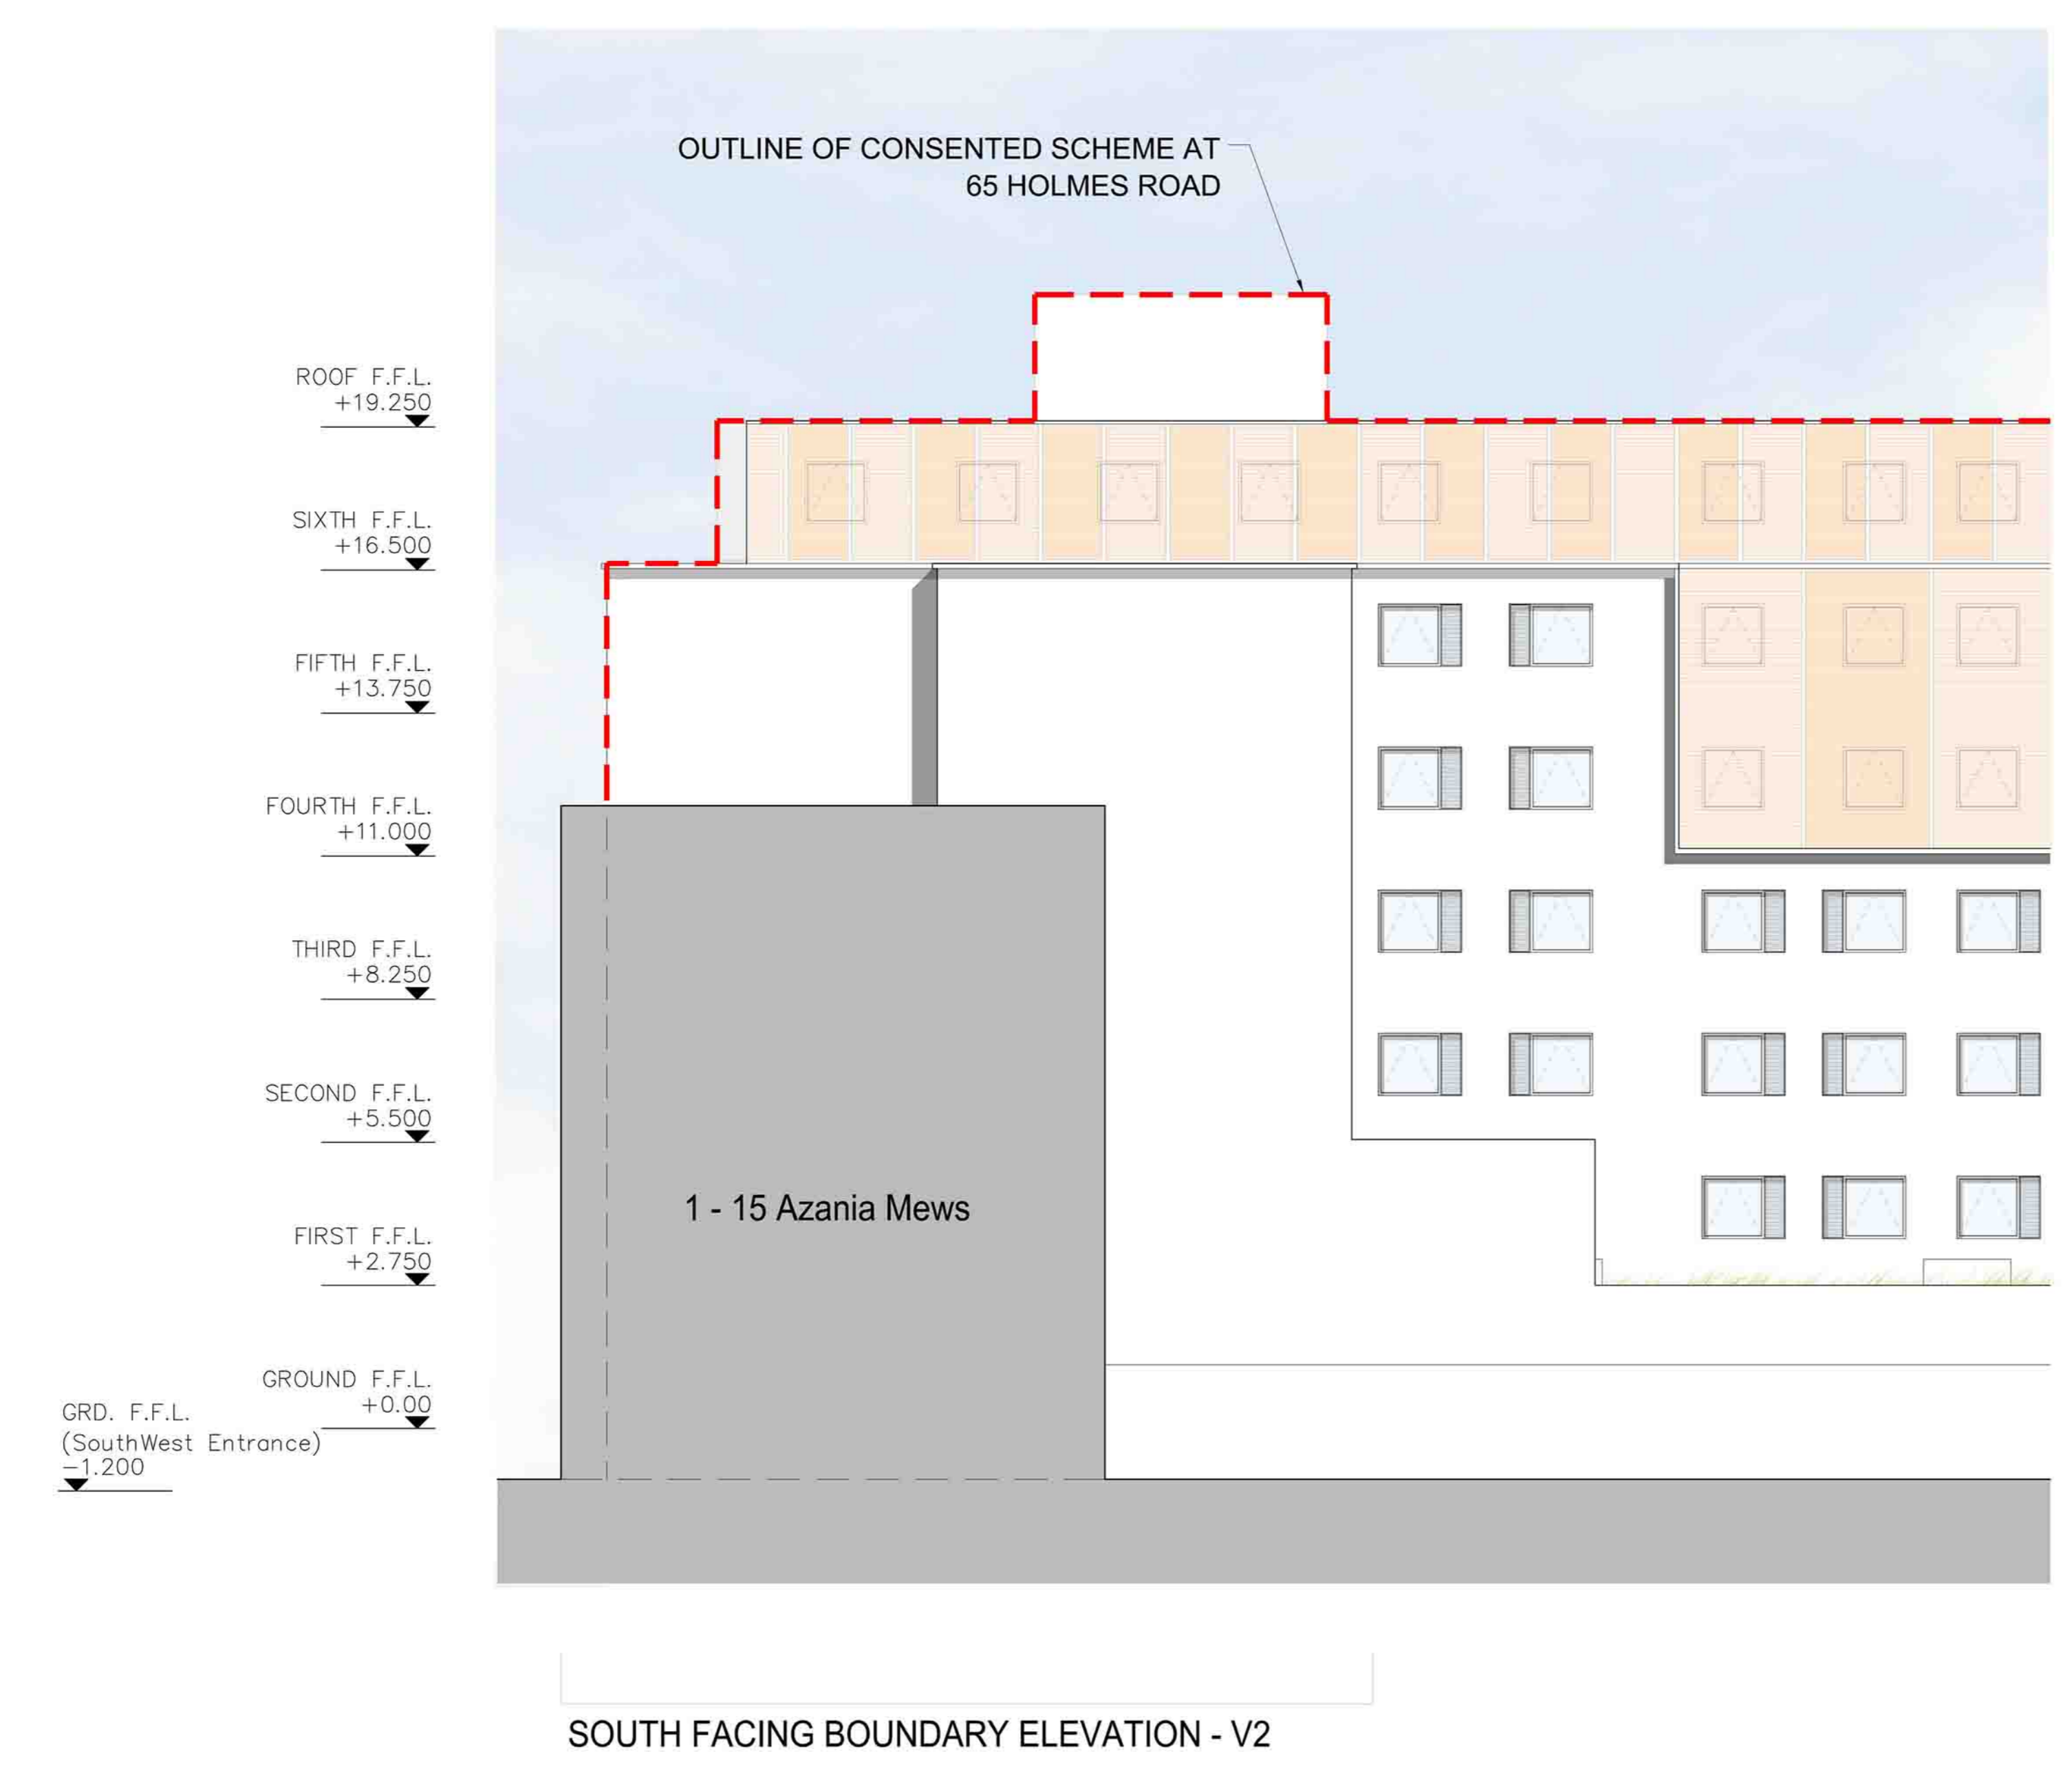 OUTLINE OF CONSENTED SCHEME AT
65 HOLMES ROAD
ROOF F.F.L.
+19.250
SIXTH F.F.L.
+16.500
FIFTH F.F.L.
+13.750
FOURTH F.F.L.
+11.000
THIRD F.F.L.
+8.250
SECOND F.F.L.
+5.500
1 - 15 Azania Mews
FIRST F.F.L.
+2.750
GROUND F.F.L.
+0.00
GRD. F.F.L.
(SouthWest Entrance)
-1.200
SOUTH FACING BOUNDARY ELEVATION - V2